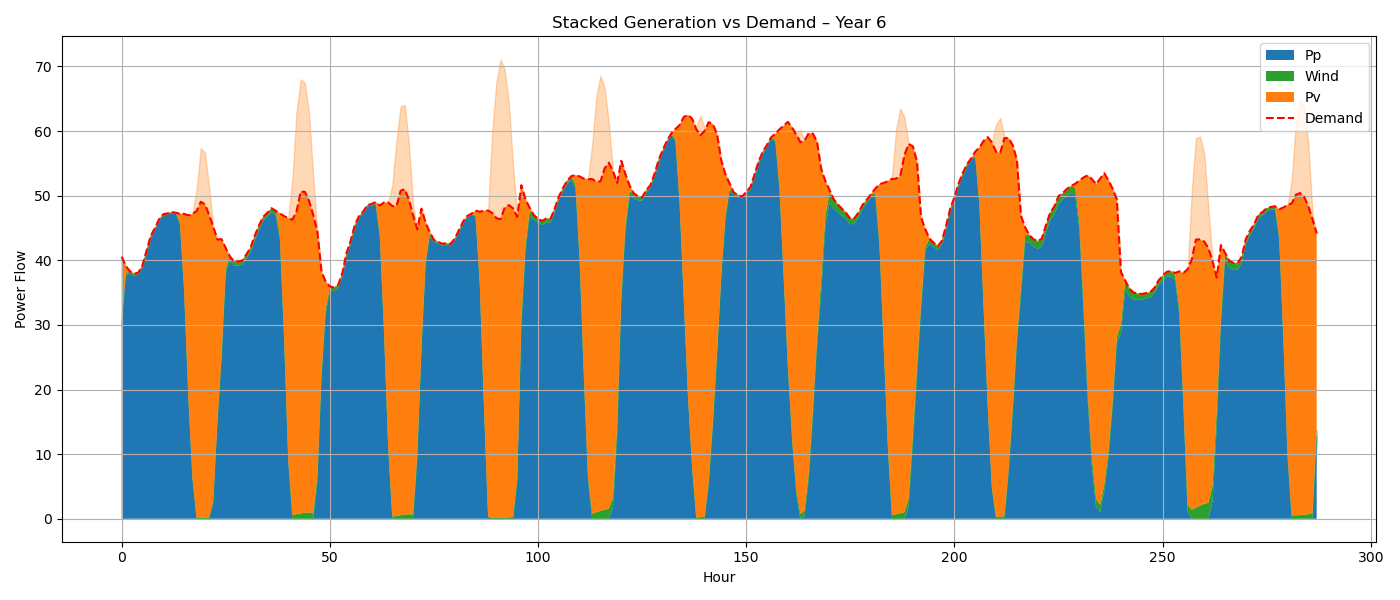 Stacked Generation vs Demand – Year 6
Power Flow
70
60
50
40
30
20
10
0
Pp
Wind
Pv
Demand
0 50 100 150 200 250 300
Hour